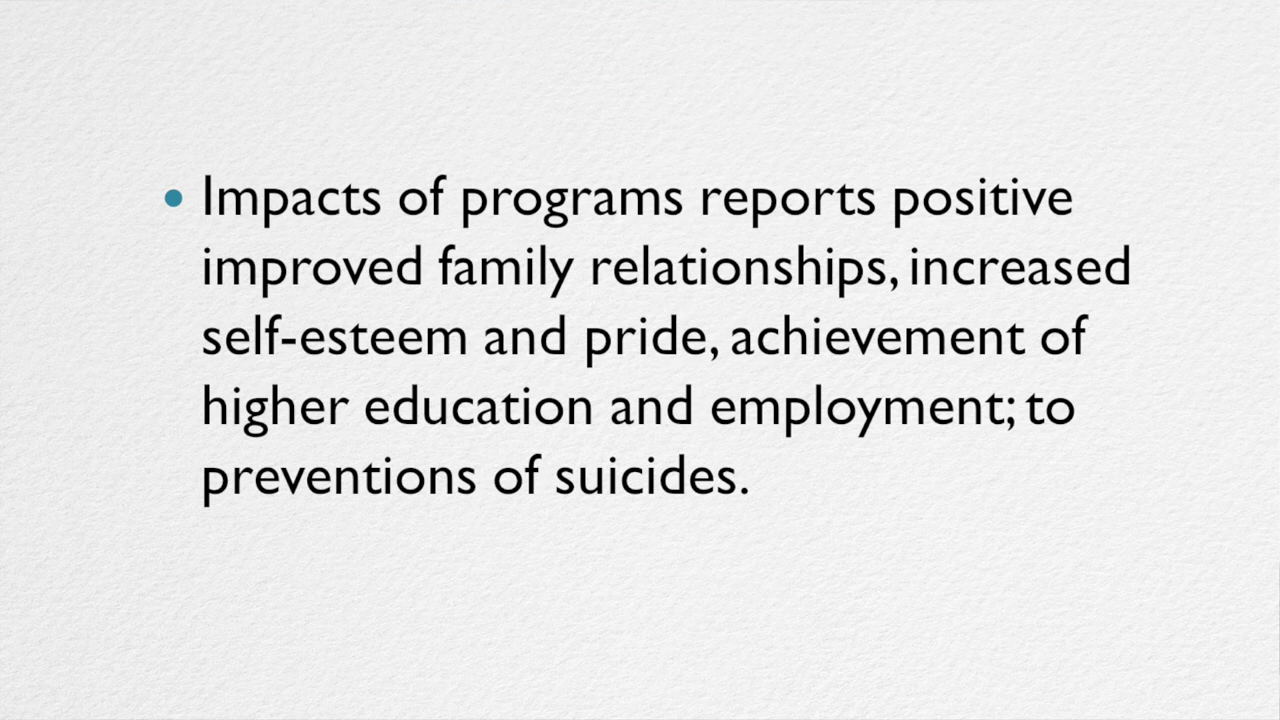 • Impacts of programs reports positive
improved family relationships, increased
self-esteem and pride, achievement of
higher education and employment; to
preventions of suicides.